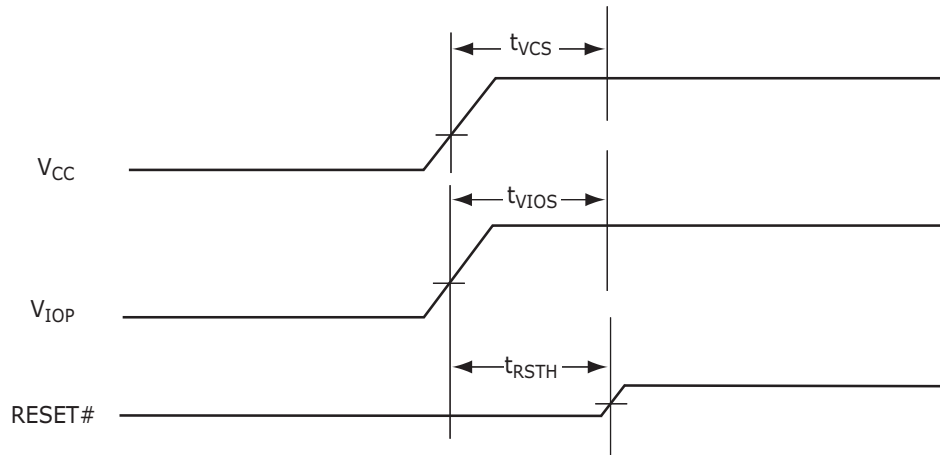 tVCS
VCC
tVIOS
VIOP
tRSTH
RESET#